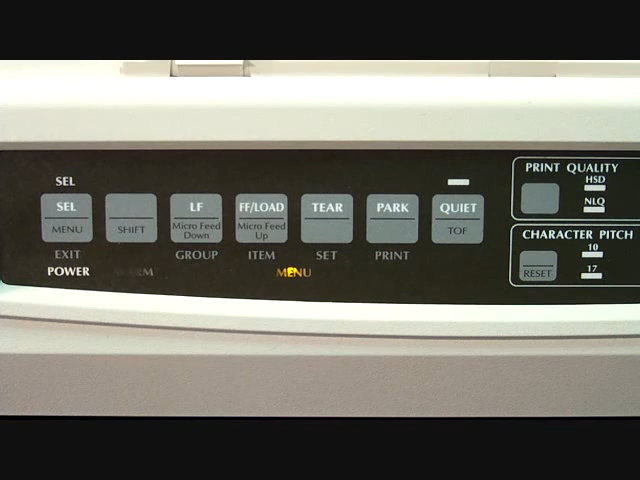 SEL
PRINT QUALITY
HSD
NLQ
SEL
MENU
SHIFT
LF
Micro Feed
Down
FF/LOAD
Micro Feed
Up
TEAR
PARK
QUIET
TOF
EXIT
GROUP
ITEM
SET
PRINT
POWER
MENU
CHARACTER PITCH
10
17
RESET